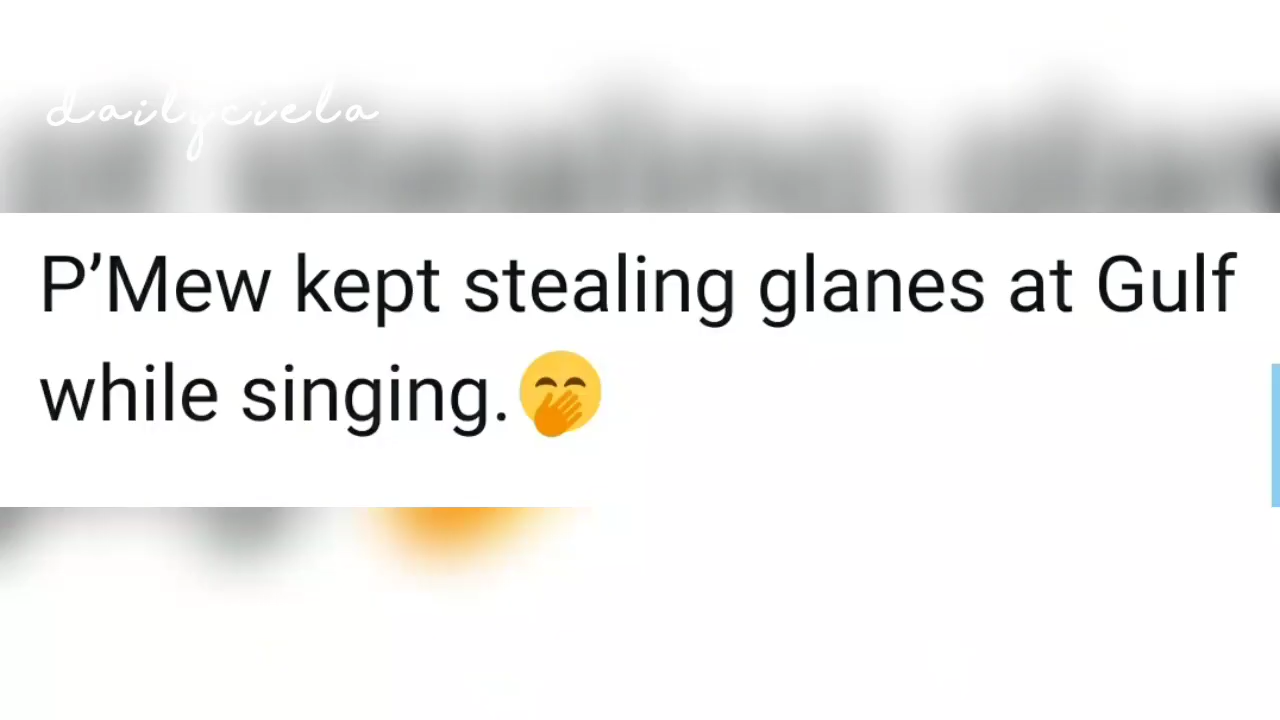 dailyciela
P’Mew kept stealing glanes at Gulf
while singing.🤭